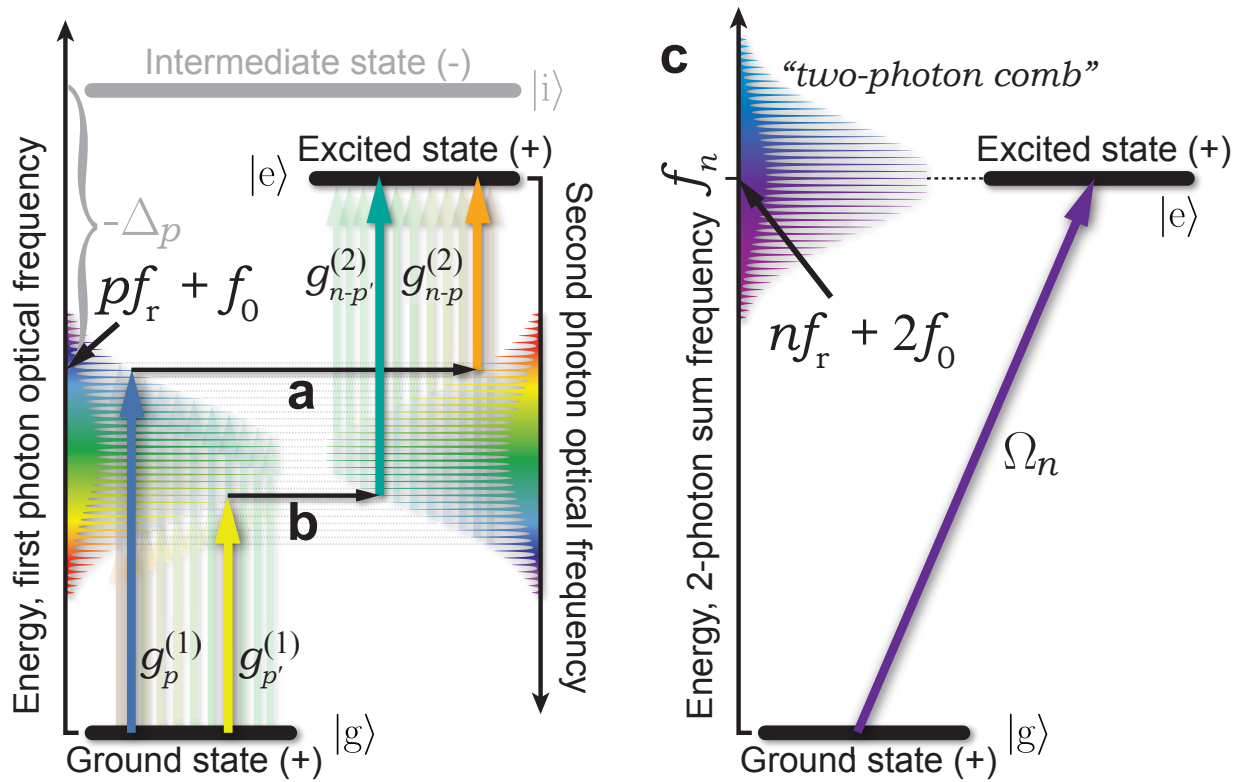 Energy, first photon optical frequency
Intermediate state (-)
|i⟩
-Δₚ
|e⟩
Excited state (+)
pfᵣ + f₀
g⁽²⁾ₙ₋ₚ′
g⁽²⁾ₙ₋ₚ
a
b
g⁽¹⁾ₚ
g⁽¹⁾ₚ′
|g⟩
Ground state (+)
Second photon optical frequency
c
"two-photon comb"
Energy, 2-photon sum frequency
fₙ
Excited state (+)
|e⟩
nfᵣ + 2f₀
Ωₙ
|g⟩
Ground state (+)